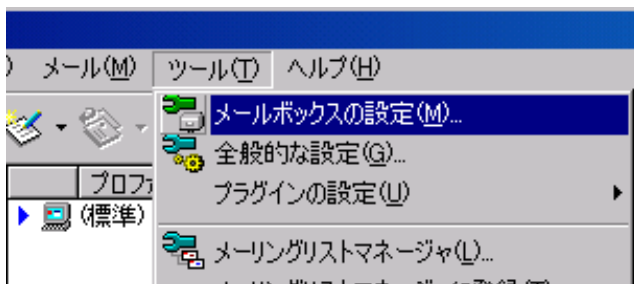 ) メール(M) ツール(T) ヘルプ(H)
メールボックスの設定(M)...
全般的な設定(G)...
プラグインの設定(U)
プロファ
(標準)
メーリングリストマネージャ(L)...